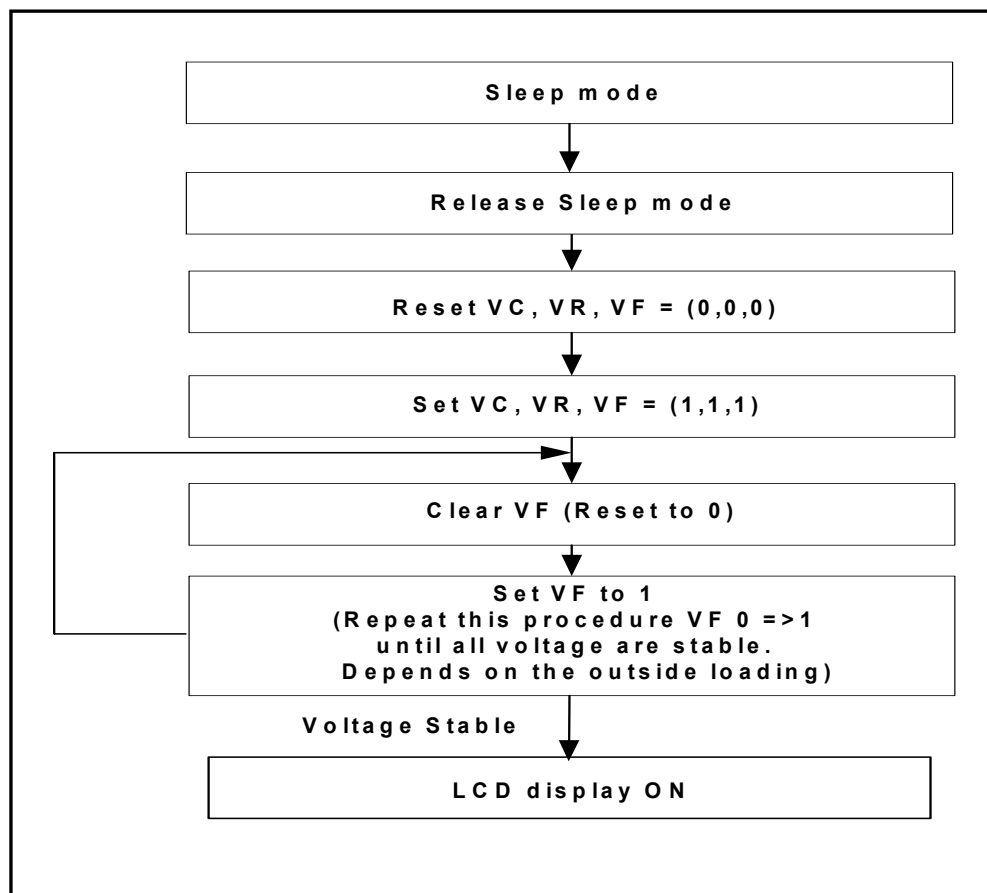 Sleep mode
Release Sleep mode
Reset VC, VR, VF = (0,0,0)
Set VC, VR, VF = (1,1,1)
Clear VF (Reset to 0)
Set VF to 1
(Repeat this procedure VF 0 =>1
until all voltage are stable.
Depends on the outside loading)
Voltage Stable
LCD display ON